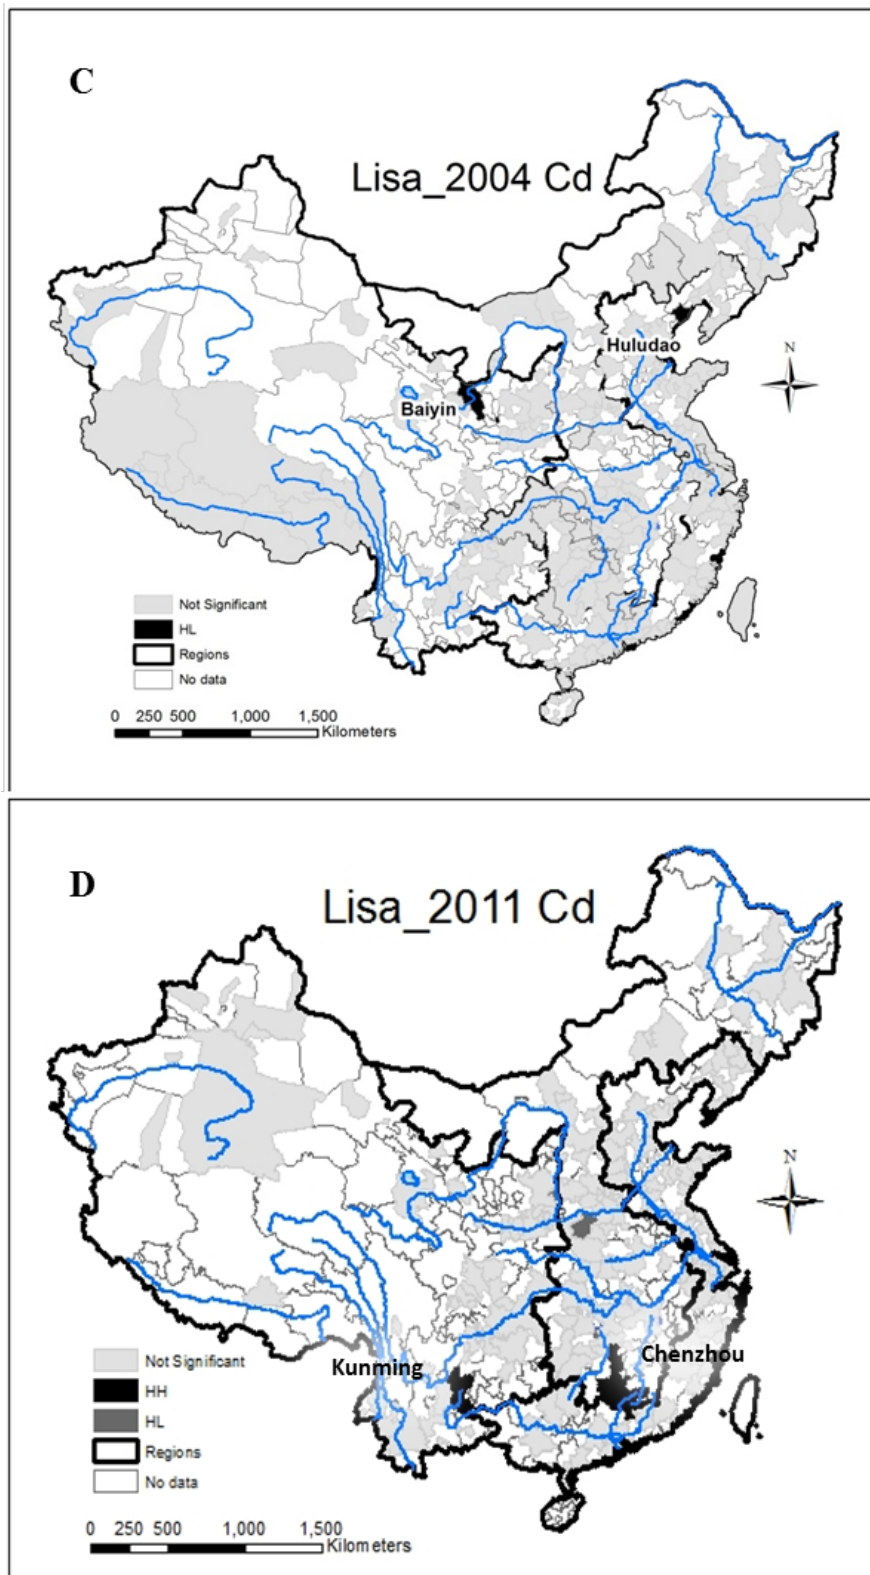 C
Lisa_2004 Cd
Huludao
N
Baiyin
Not Significant
HL
Regions
No data
0 250 500 1,000 1,500
Kilometers
D
Lisa_2011 Cd
N
Kunming
Chenzhou
Not Significant
HH
HL
Regions
No data
0 250 500 1,000 1,500
Kilometers